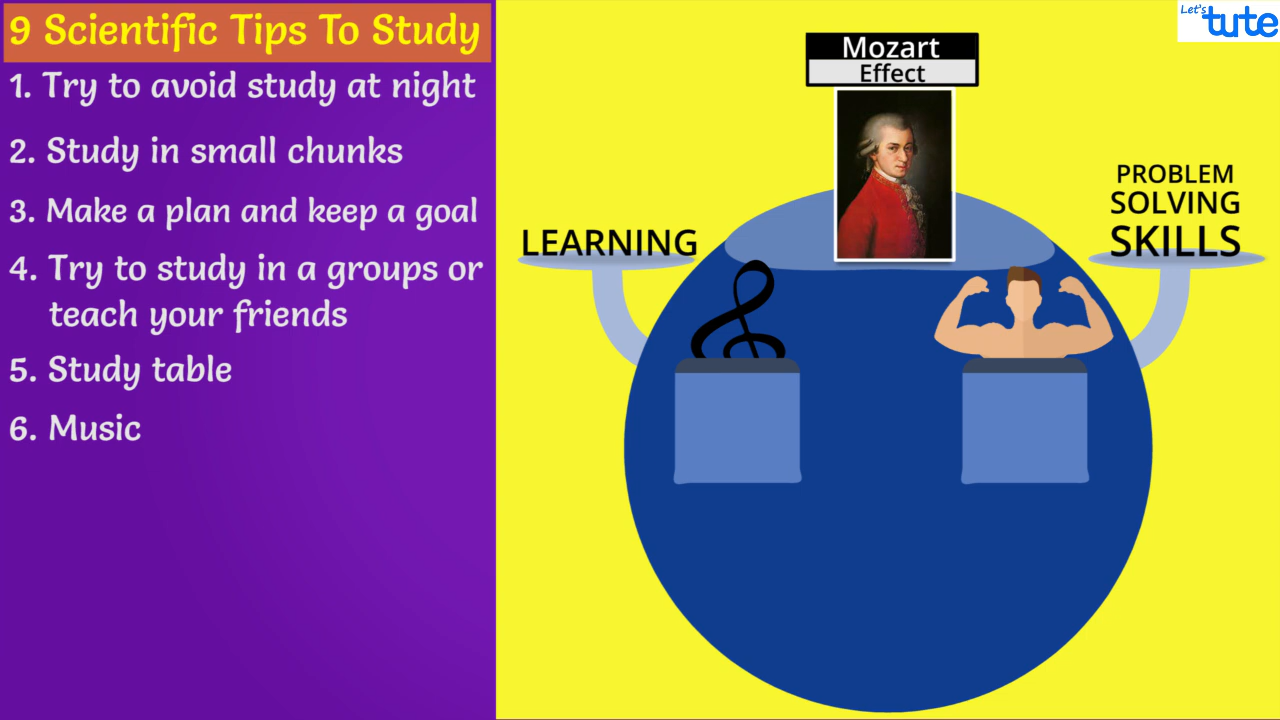 9 Scientific Tips To Study
1. Try to avoid study at night
2. Study in small chunks
3. Make a plan and keep a goal
4. Try to study in a groups or
teach your friends
5. Study table
6. Music
Mozart
Effect
LEARNING
PROBLEM
SOLVING
SKILLS
Let's
tute